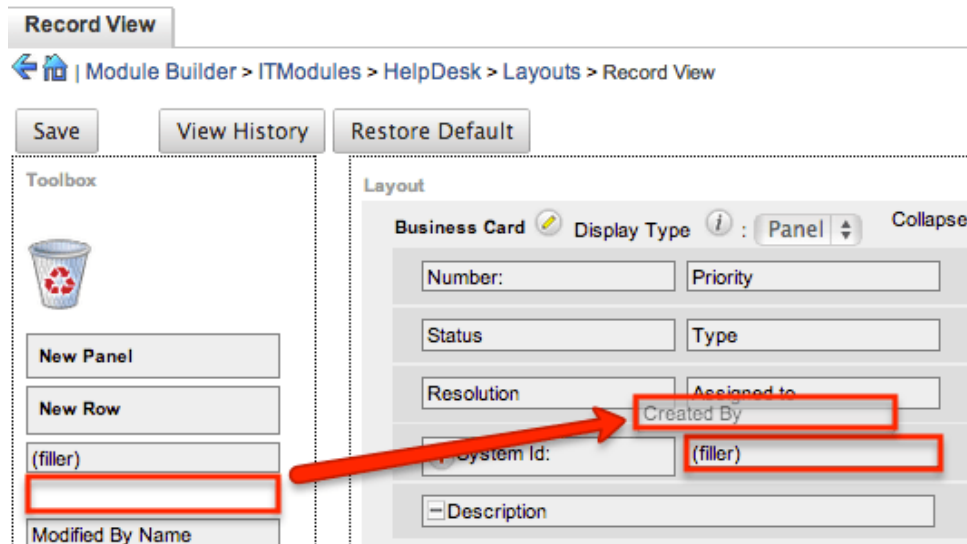 Record View
| Module Builder > ITModules > HelpDesk > Layouts > Record View
Save View History Restore Default
Toolbox
Layout
Business Card Display Type i : Panel Collapse
Number: Priority
Status Type
New Panel
Resolution Assigned to
New Row
Created By
(filler)
System Id: (filler)
Description
Modified By Name